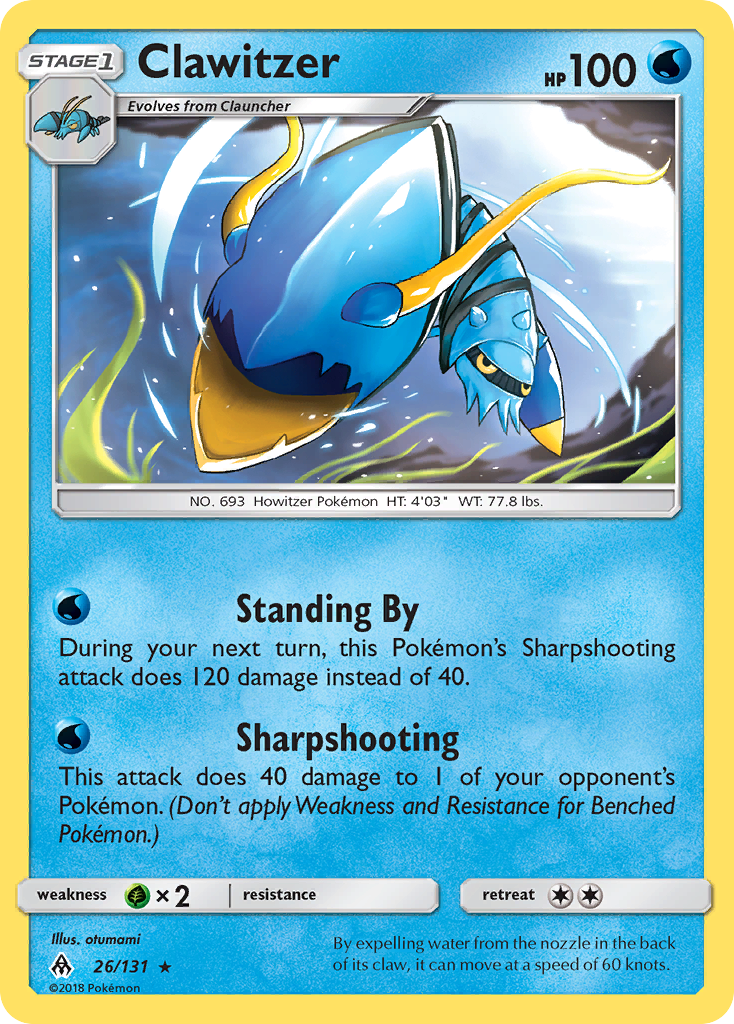 STAGE1
Clawitzer
HP100
Evolves from Clauncher
NO. 693 Howitzer Pokémon HT: 4'03" WT: 77.8 lbs.
Standing By
During your next turn, this Pokémon's Sharpshooting
attack does 120 damage instead of 40.
Sharpshooting
This attack does 40 damage to 1 of your opponent's
Pokémon. (Don't apply Weakness and Resistance for Benched
Pokémon.)
weakness ×2 resistance retreat
Illus. otumami
26/131 ★
©2018 Pokémon
By expelling water from the nozzle in the back
of its claw, it can move at a speed of 60 knots.